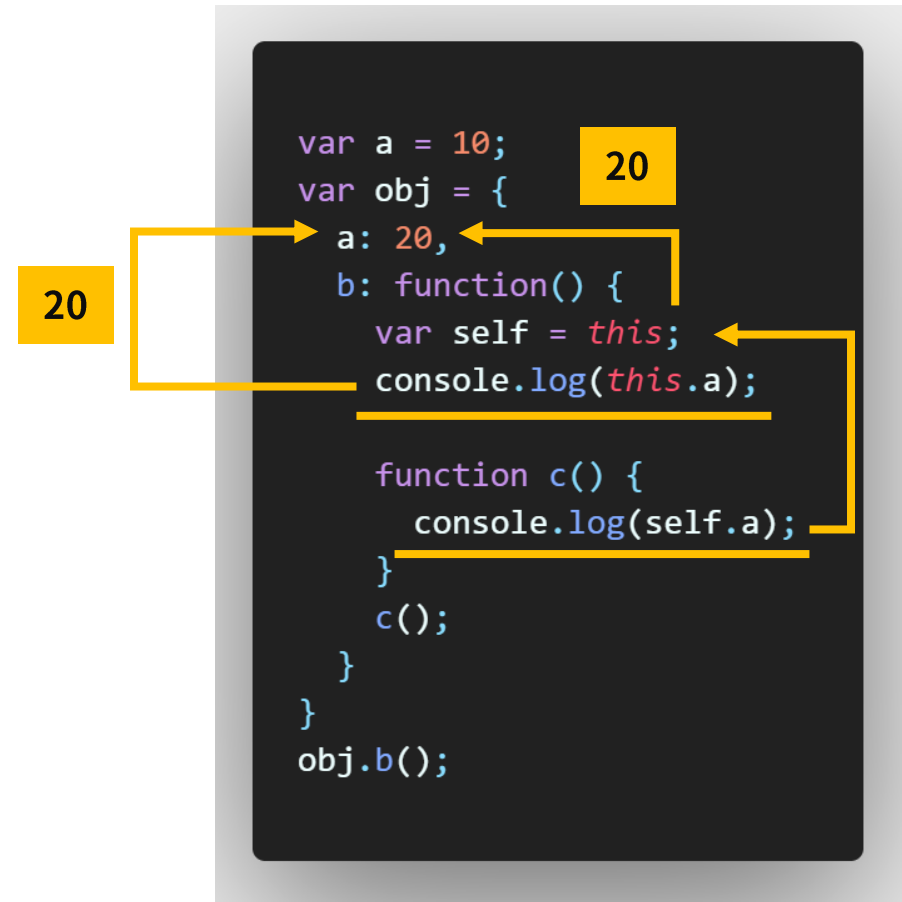 var a = 10;
20
var obj = {
a: 20,
20
b: function() {
var self = this;
console.log(this.a);
function c() {
console.log(self.a);
}
c();
}
}
obj.b();